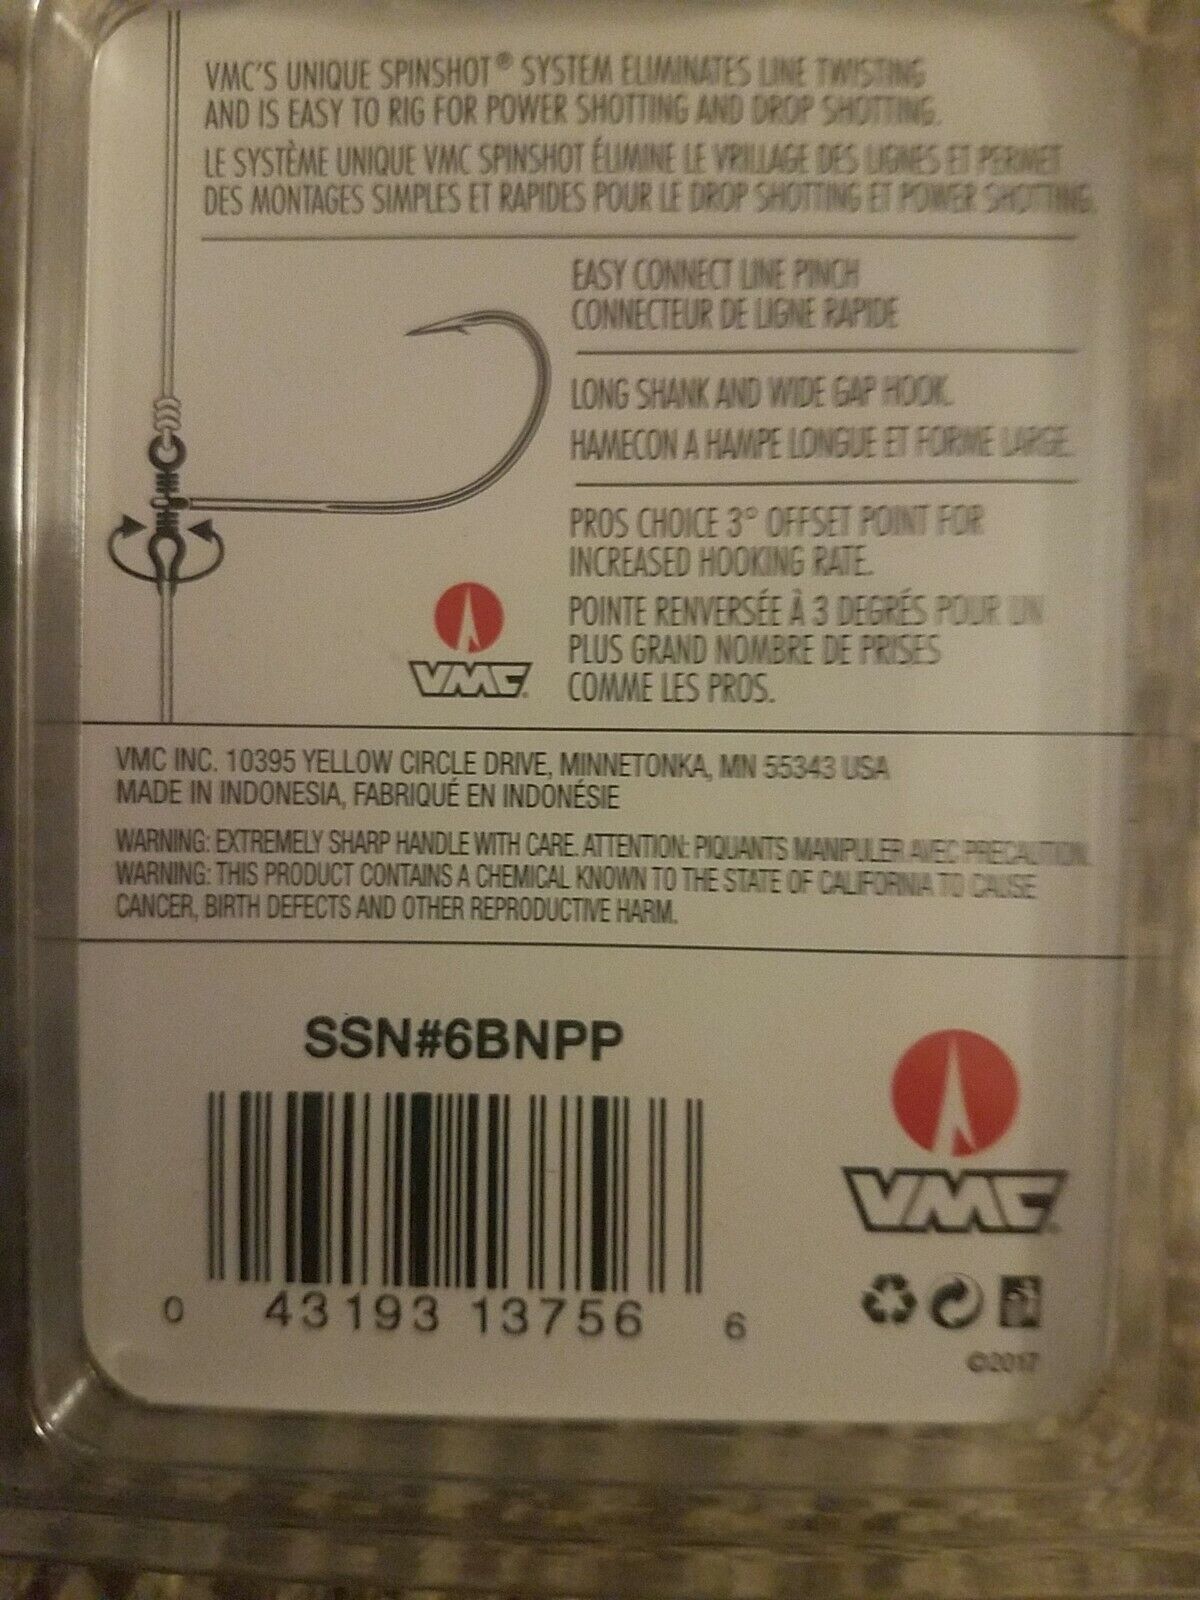 VMC'S UNIQUE SPINSHOT® SYSTEM ELIMINATES LINE TWISTING
AND IS EASY TO RIG FOR POWER SHOTTING AND DROP SHOTTING.
LE SYSTÈME UNIQUE VMC SPINSHOT ÉLIMINE LE VRILLAGE DES LIGNES ET PERMET
DES MONTAGES SIMPLES ET RAPIDES POUR LE DROP SHOTTING ET POWER SHOTTING.
EASY CONNECT LINE PINCH
CONNECTEUR DE LIGNE RAPIDE
LONG SHANK AND WIDE GAP HOOK.
HAMECON A HAMPE LONGUE ET FORME LARGE.
PROS CHOICE 3° OFFSET POINT FOR
INCREASED HOOKING RATE.
POINTE RENVERSÉE À 3 DEGRÉS POUR UN
PLUS GRAND NOMBRE DE PRISES
COMME LES PROS.
VMC®
VMC INC. 10395 YELLOW CIRCLE DRIVE, MINNETONKA, MN 55343 USA
MADE IN INDONESIA, FABRIQUÉ EN INDONÉSIE
WARNING: EXTREMELY SHARP HANDLE WITH CARE. ATTENTION: PIQUANTS MANIPULER AVEC PRECAUTION.
WARNING: THIS PRODUCT CONTAINS A CHEMICAL KNOWN TO THE STATE OF CALIFORNIA TO CAUSE
CANCER, BIRTH DEFECTS AND OTHER REPRODUCTIVE HARM.
SSN#6BNPP
0 43193 13756 6
VMC®
©2017